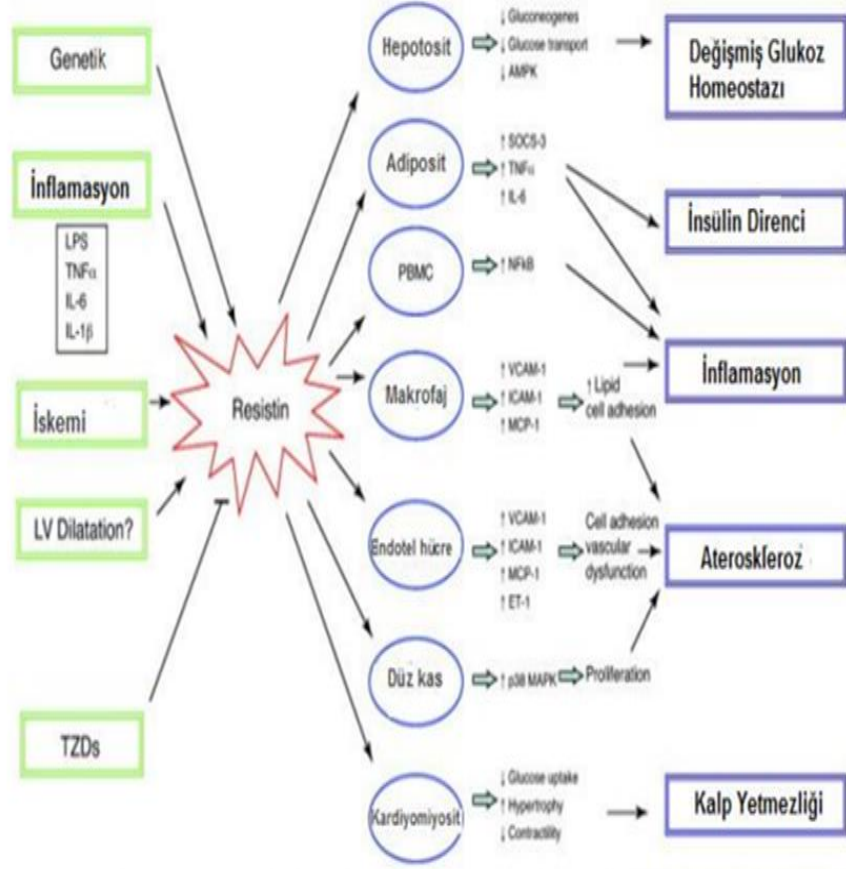 Genetik
İnflamasyon
LPS
TNFα
IL-6
IL-1β
İskemi
LV Dilatation?
TZDs
Resistin
Hepotosit
↓ Gluconeogenes
↓ Glucose transport
↓ AMPK
Değişmiş Glukoz
Homeostazı
Adiposit
↑ SOCS-3
↑ TNFα
↑ IL-6
İnsülin Direnci
PBMC
↑ NFkB
İnflamasyon
Makrofaj
↑ VCAM-1
↑ ICAM-1
↑ MCP-1
↑ Lipid
cell adhesion
Endotel hücre
↑ VCAM-1
↑ ICAM-1
↑ MCP-1
↑ ET-1
Cell adhesion
vascular
dysfunction
Ateroskleroz
Düz kas
↑ p38 MAPK
Proliferation
Kardiyomiyosit
↓ Glucose uptake
↑ Hypertrophy
↓ Contractility
Kalp Yetmezliği